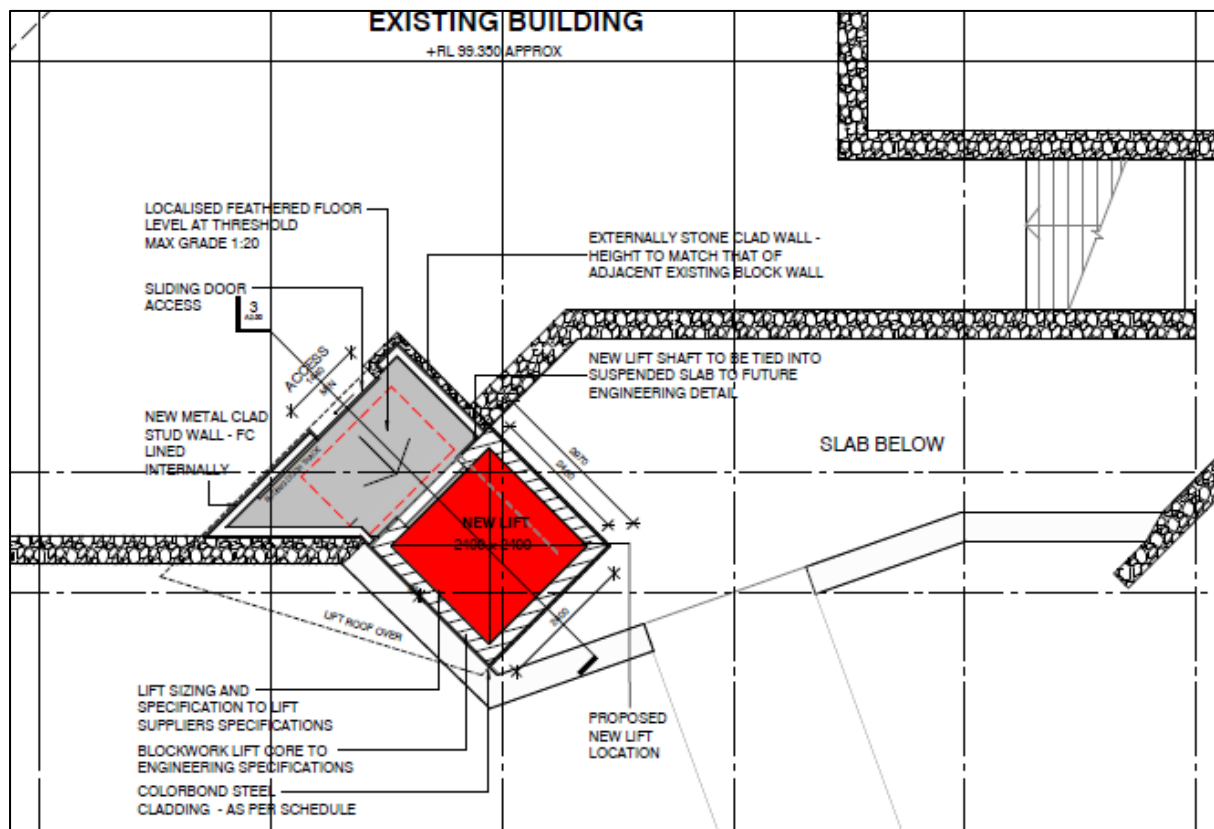 EXISTING BUILDING
+RL 99.350 APPROX
LOCALISED FEATHERED FLOOR
LEVEL AT THRESHOLD
MAX GRADE 1:20
EXTERNALLY STONE CLAD WALL -
HEIGHT TO MATCH THAT OF
ADJACENT EXISTING BLOCK WALL
SLIDING DOOR
ACCESS
3
ACCESS
MIN
NEW LIFT SHAFT TO BE TIED INTO
SUSPENDED SLAB TO FUTURE
ENGINEERING DETAIL
NEW METAL CLAD
STUD WALL - FC
LINED
INTERNALLY
SLAB BELOW
NEW LIFT
LIFT ROOF OVER
LIFT SIZING AND
SPECIFICATION TO LIFT
SUPPLIERS SPECIFICATIONS
PROPOSED
NEW LIFT
LOCATION
BLOCKWORK LIFT CORE TO
ENGINEERING SPECIFICATIONS
COLORBOND STEEL
CLADDING - AS PER SCHEDULE